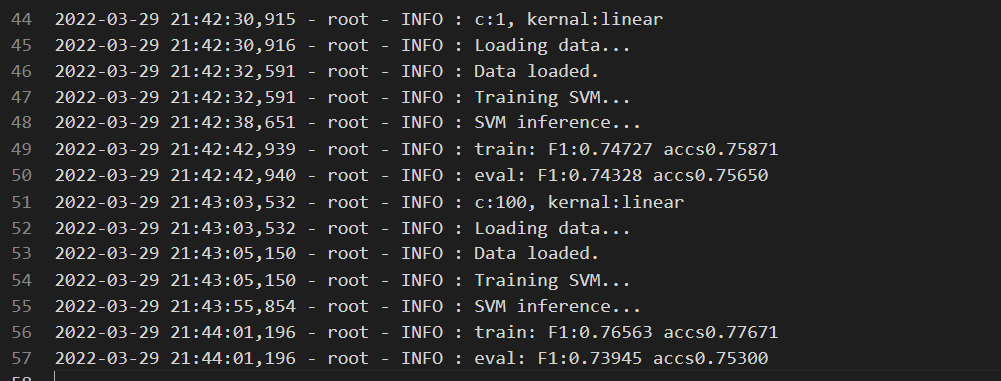 44 2022-03-29 21:42:30,915 - root - INFO : c:1, kernal:linear
45 2022-03-29 21:42:30,916 - root - INFO : Loading data...
46 2022-03-29 21:42:32,591 - root - INFO : Data loaded.
47 2022-03-29 21:42:32,591 - root - INFO : Training SVM...
48 2022-03-29 21:42:38,651 - root - INFO : SVM inference...
49 2022-03-29 21:42:42,939 - root - INFO : train: F1:0.74727 accs0.75871
50 2022-03-29 21:42:42,940 - root - INFO : eval: F1:0.74328 accs0.75650
51 2022-03-29 21:43:03,532 - root - INFO : c:100, kernal:linear
52 2022-03-29 21:43:03,532 - root - INFO : Loading data...
53 2022-03-29 21:43:05,150 - root - INFO : Data loaded.
54 2022-03-29 21:43:05,150 - root - INFO : Training SVM...
55 2022-03-29 21:43:55,854 - root - INFO : SVM inference...
56 2022-03-29 21:44:01,196 - root - INFO : train: F1:0.76563 accs0.77671
57 2022-03-29 21:44:01,196 - root - INFO : eval: F1:0.73945 accs0.75300